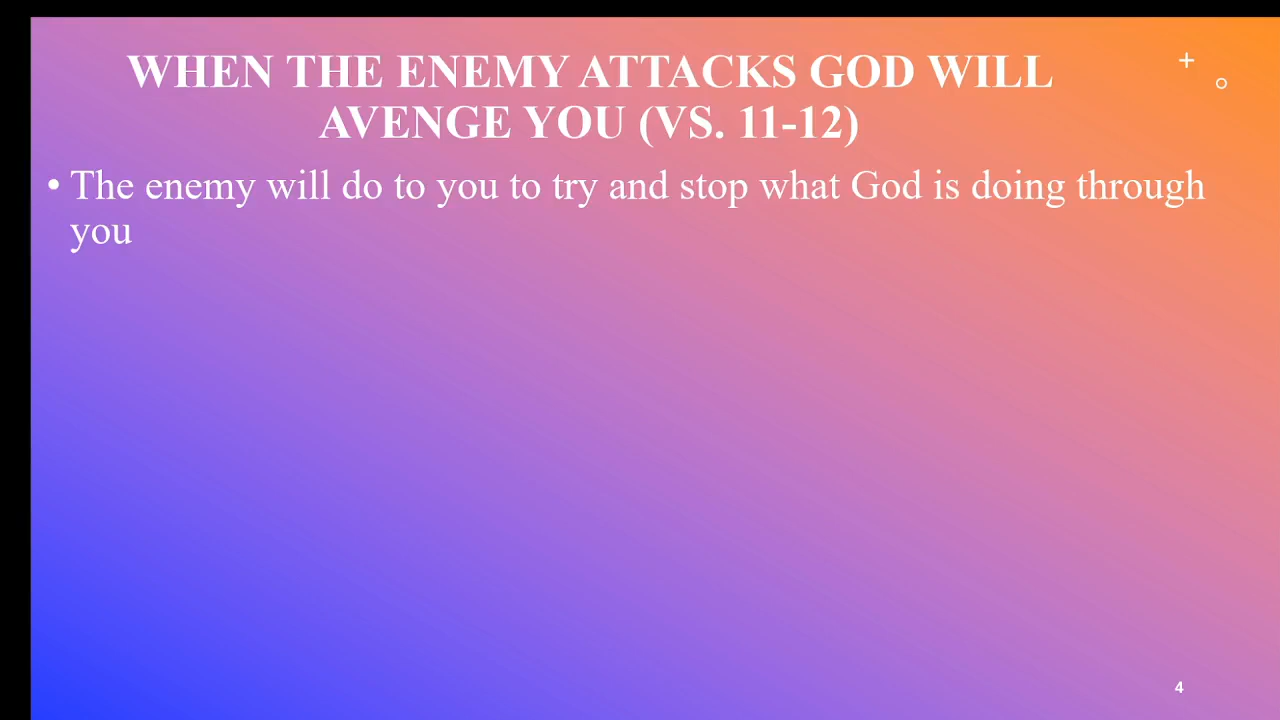 WHEN THE ENEMY ATTACKS GOD WILL
AVENGE YOU (VS. 11-12)
• The enemy will do to you to try and stop what God is doing through
you
4